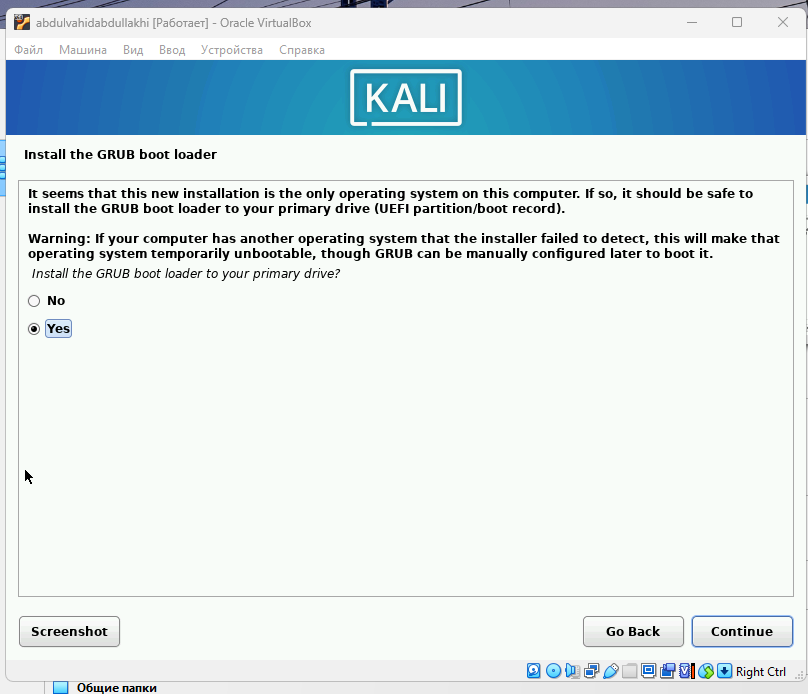 abdulvahidabdullakhi [Работает] - Oracle VirtualBox
Файл Машина Вид Ввод Устройства Справка
KALI
Install the GRUB boot loader
It seems that this new installation is the only operating system on this computer. If so, it should be safe to
install the GRUB boot loader to your primary drive (UEFI partition/boot record).
Warning: If your computer has another operating system that the installer failed to detect, this will make that
operating system temporarily unbootable, though GRUB can be manually configured later to boot it.
Install the GRUB boot loader to your primary drive?
No
Yes
Screenshot Go Back Continue
Right Ctrl
Общие папки